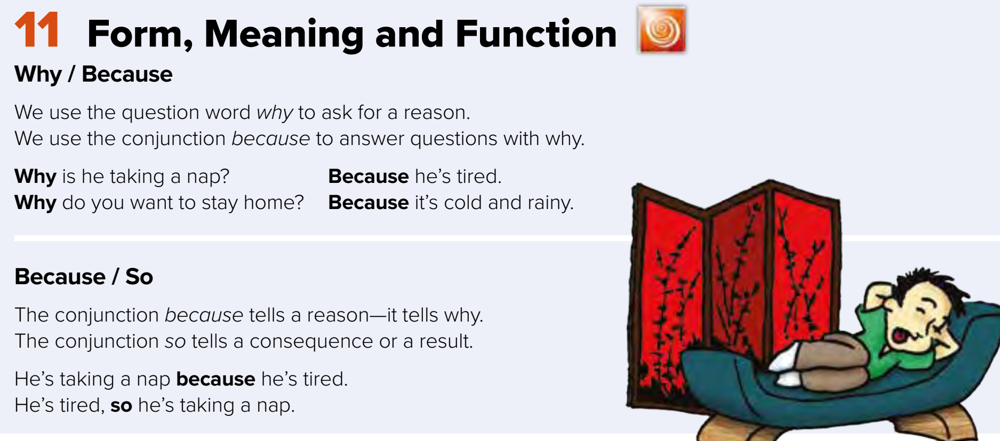 11 Form, Meaning and Function
Why / Because
We use the question word why to ask for a reason.
We use the conjunction because to answer questions with why.
Why is he taking a nap? Because he's tired.
Why do you want to stay home? Because it's cold and rainy.
Because / So
The conjunction because tells a reason—it tells why.
The conjunction so tells a consequence or a result.
He's taking a nap because he's tired.
He's tired, so he's taking a nap.